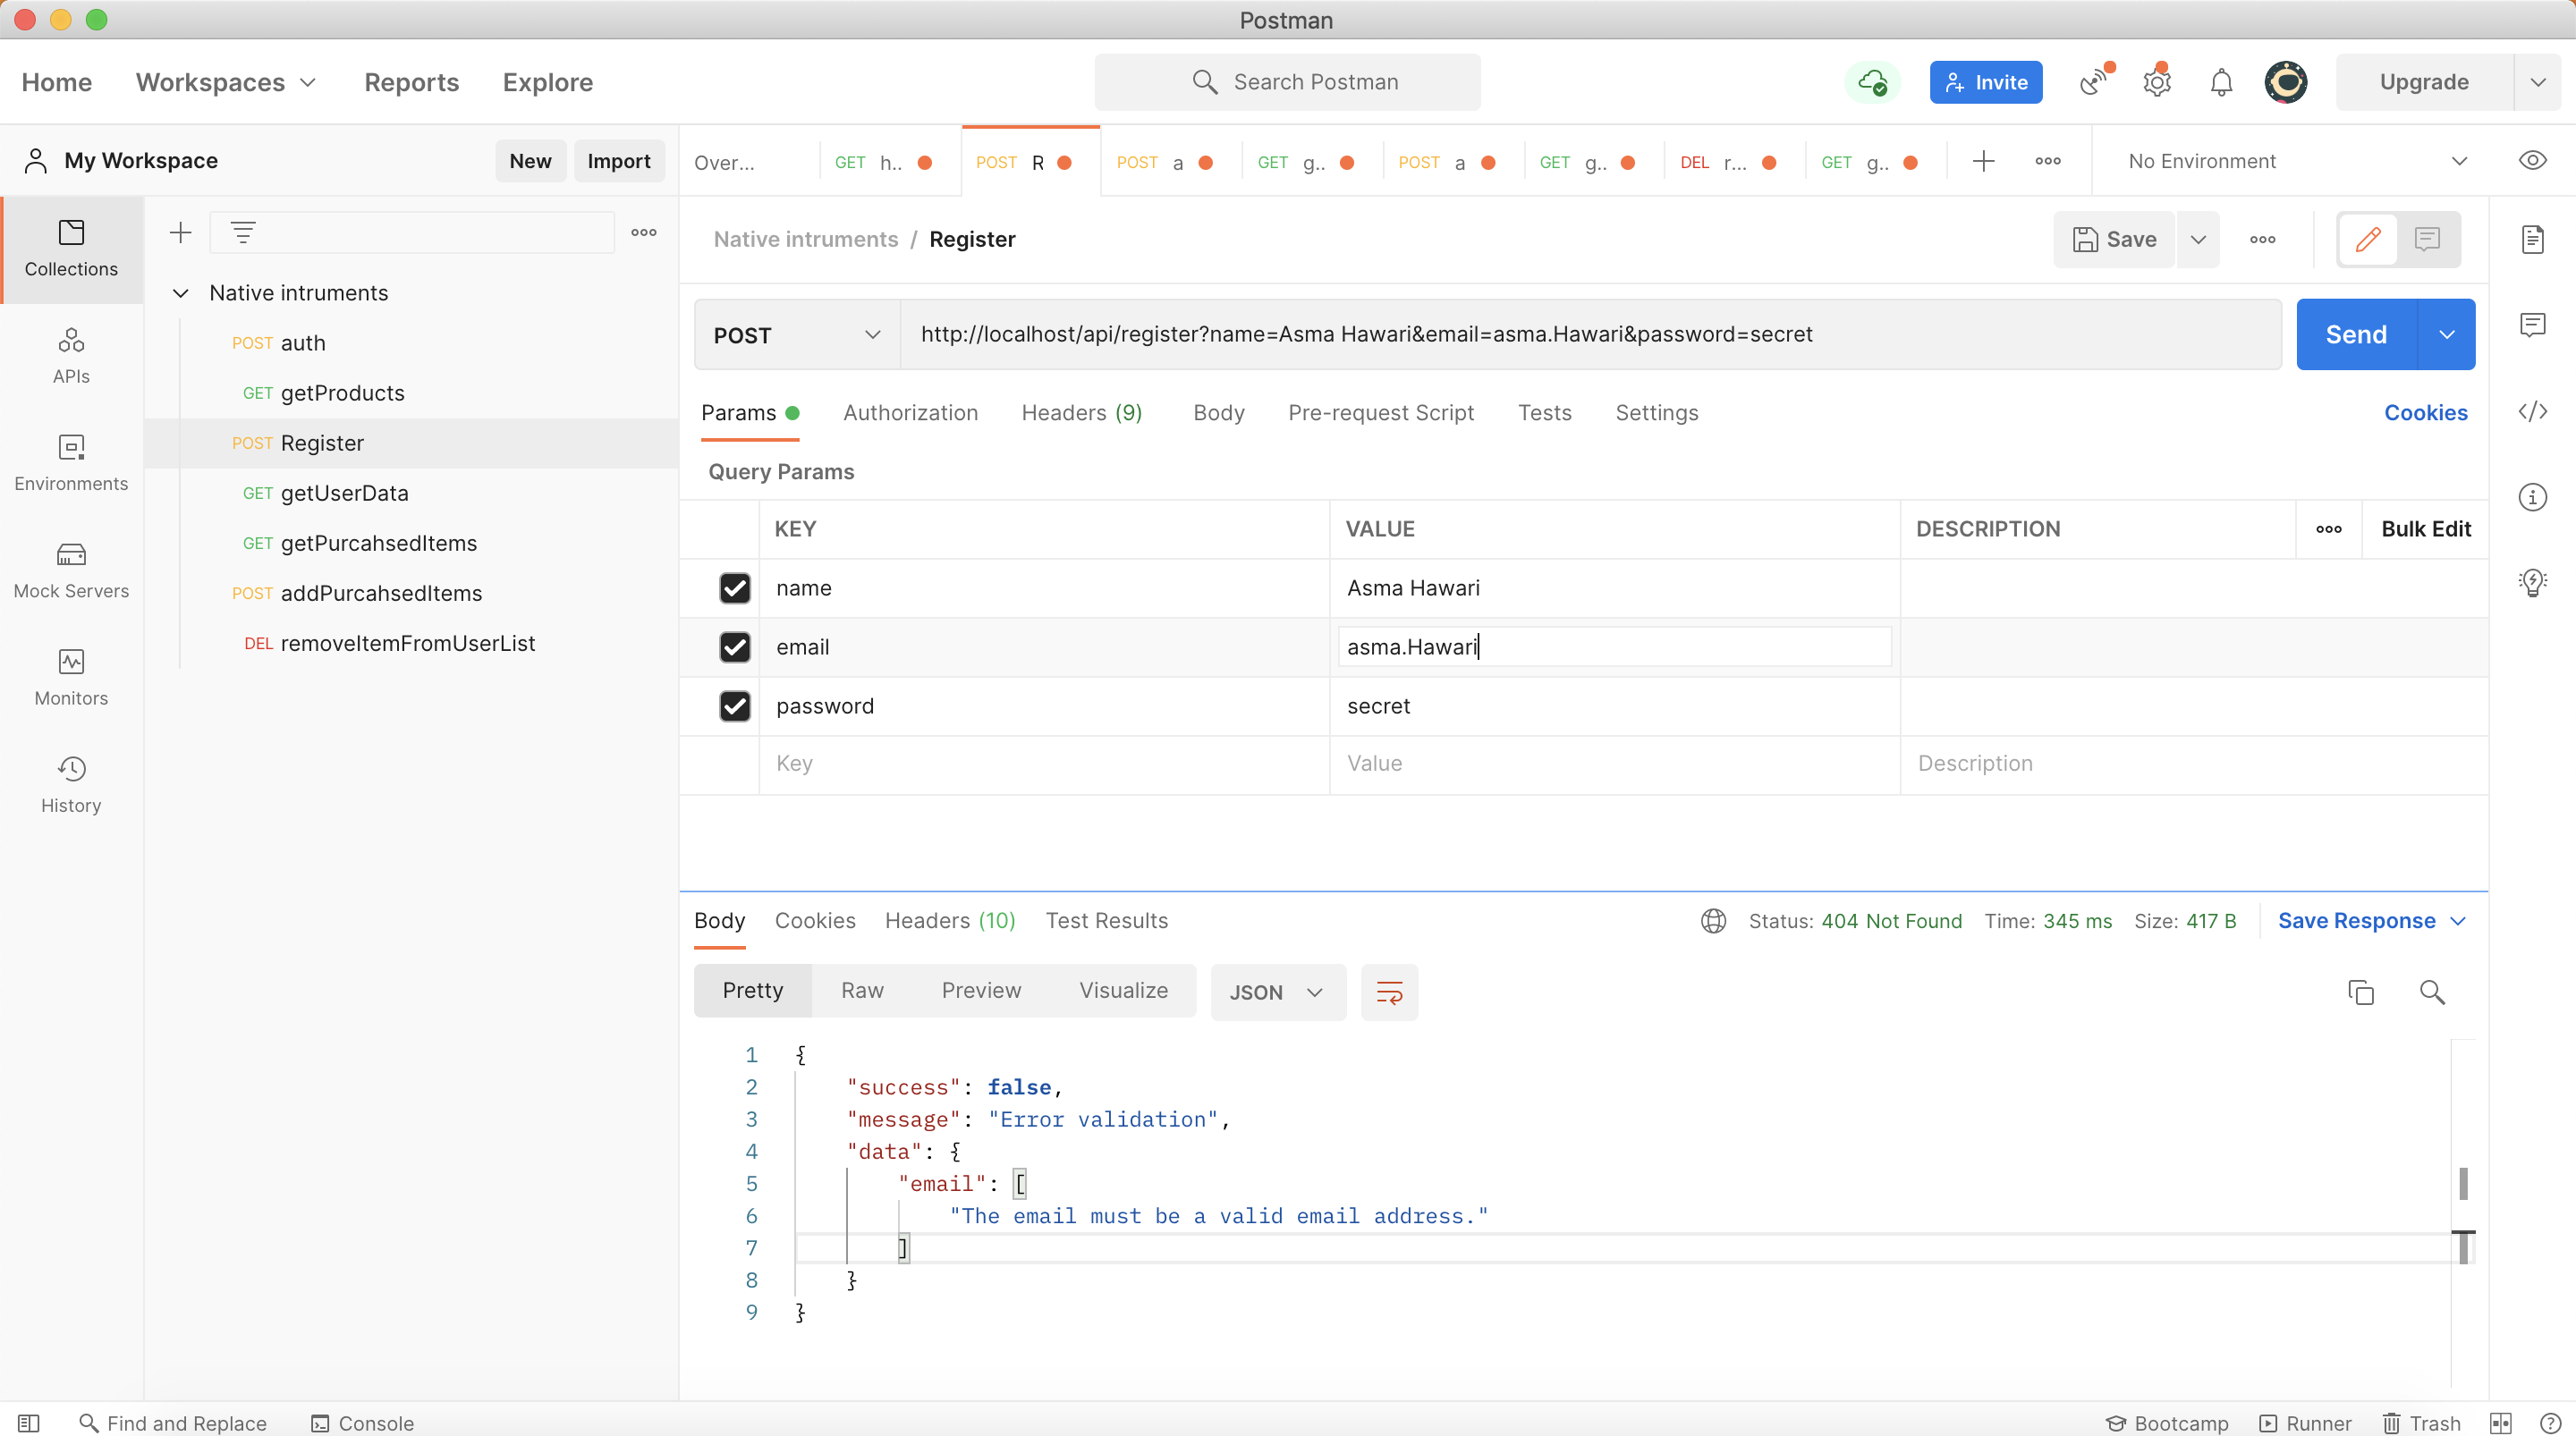 Postman
Home Workspaces Reports Explore Search Postman Invite Upgrade
My Workspace New Import Over... GET h.. POST R POST a GET g.. POST a GET g.. DEL r... GET g.. No Environment
Collections
APIs
Environments
Mock Servers
Monitors
History
Native intruments
POST auth
GET getProducts
POST Register
GET getUserData
GET getPurcahsedItems
POST addPurcahsedItems
DEL removeItemFromUserList
Native intruments / Register Save
POST http://localhost/api/register?name=Asma Hawari&email=asma.Hawari&password=secret Send
Params Authorization Headers (9) Body Pre-request Script Tests Settings Cookies
Query Params
KEY VALUE DESCRIPTION Bulk Edit
name Asma Hawari
email asma.Hawari
password secret
Key Value Description
Body Cookies Headers (10) Test Results Status: 404 Not Found Time: 345 ms Size: 417 B Save Response
Pretty Raw Preview Visualize JSON
1 {
2 "success": false,
3 "message": "Error validation",
4 "data": {
5 "email": [
6 "The email must be a valid email address."
7 ]
8 }
9 }
Find and Replace Console Bootcamp Runner Trash